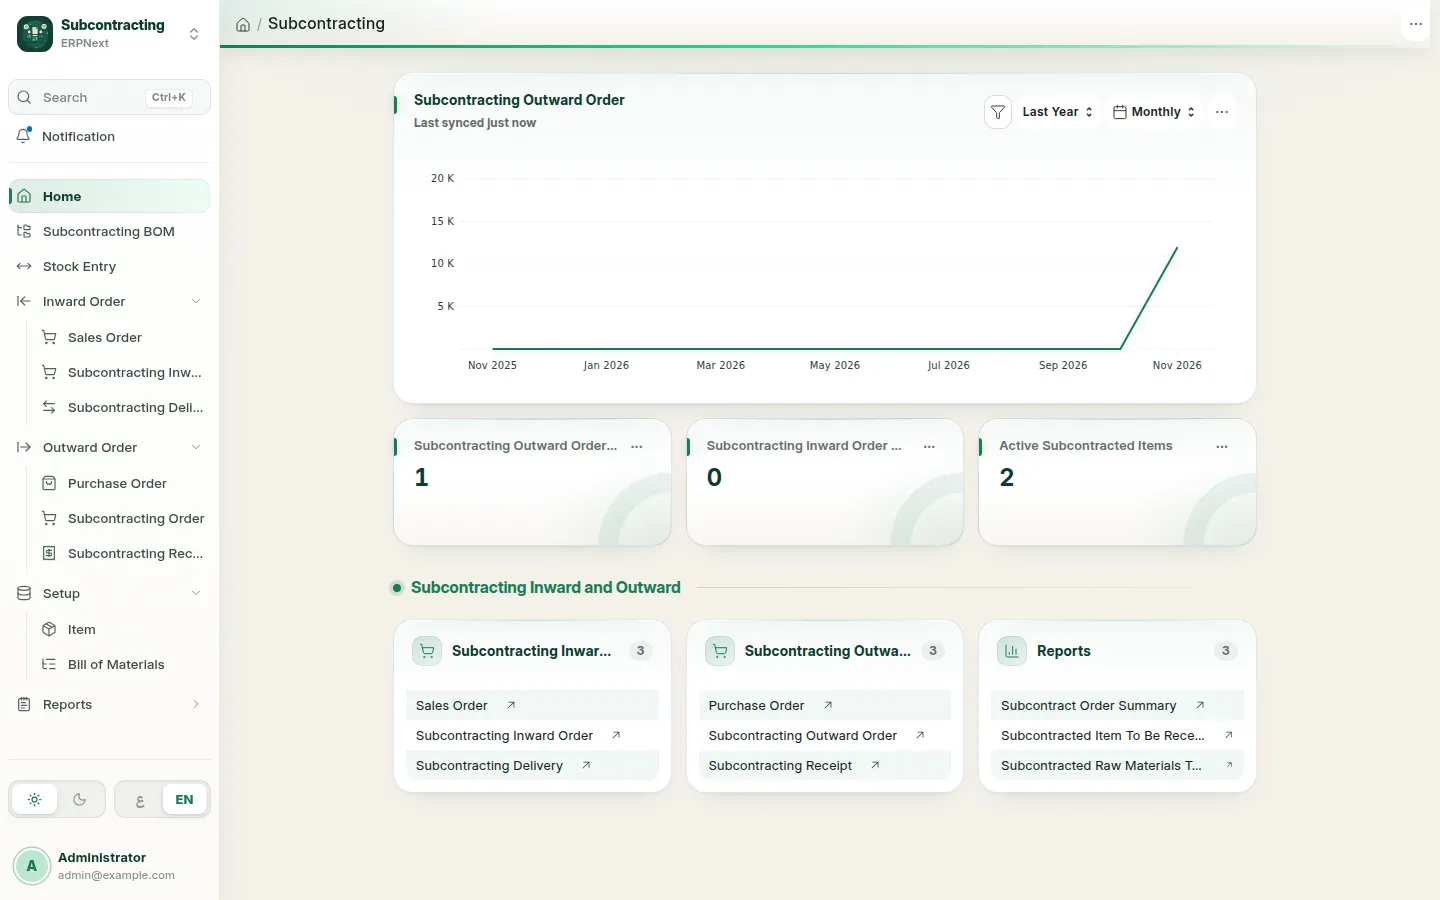 Subcontracting
ERPNext
Search Ctrl+K
Notification
Home
Subcontracting BOM
Stock Entry
Inward Order
Sales Order
Subcontracting Inw...
Subcontracting Deli...
Outward Order
Purchase Order
Subcontracting Order
Subcontracting Rec...
Setup
Item
Bill of Materials
Reports
ع EN
A
Administrator
admin@example.com
/ Subcontracting
Subcontracting Outward Order
Last synced just now
Last Year
Monthly
20 K
15 K
10 K
5 K
Nov 2025 Jan 2026 Mar 2026 May 2026 Jul 2026 Sep 2026 Nov 2026
Subcontracting Outward Order...
1
Subcontracting Inward Order ...
0
Active Subcontracted Items
2
Subcontracting Inward and Outward
Subcontracting Inwar... 3
Sales Order
Subcontracting Inward Order
Subcontracting Delivery
Subcontracting Outwa... 3
Purchase Order
Subcontracting Outward Order
Subcontracting Receipt
Reports 3
Subcontract Order Summary
Subcontracted Item To Be Rece...
Subcontracted Raw Materials T...